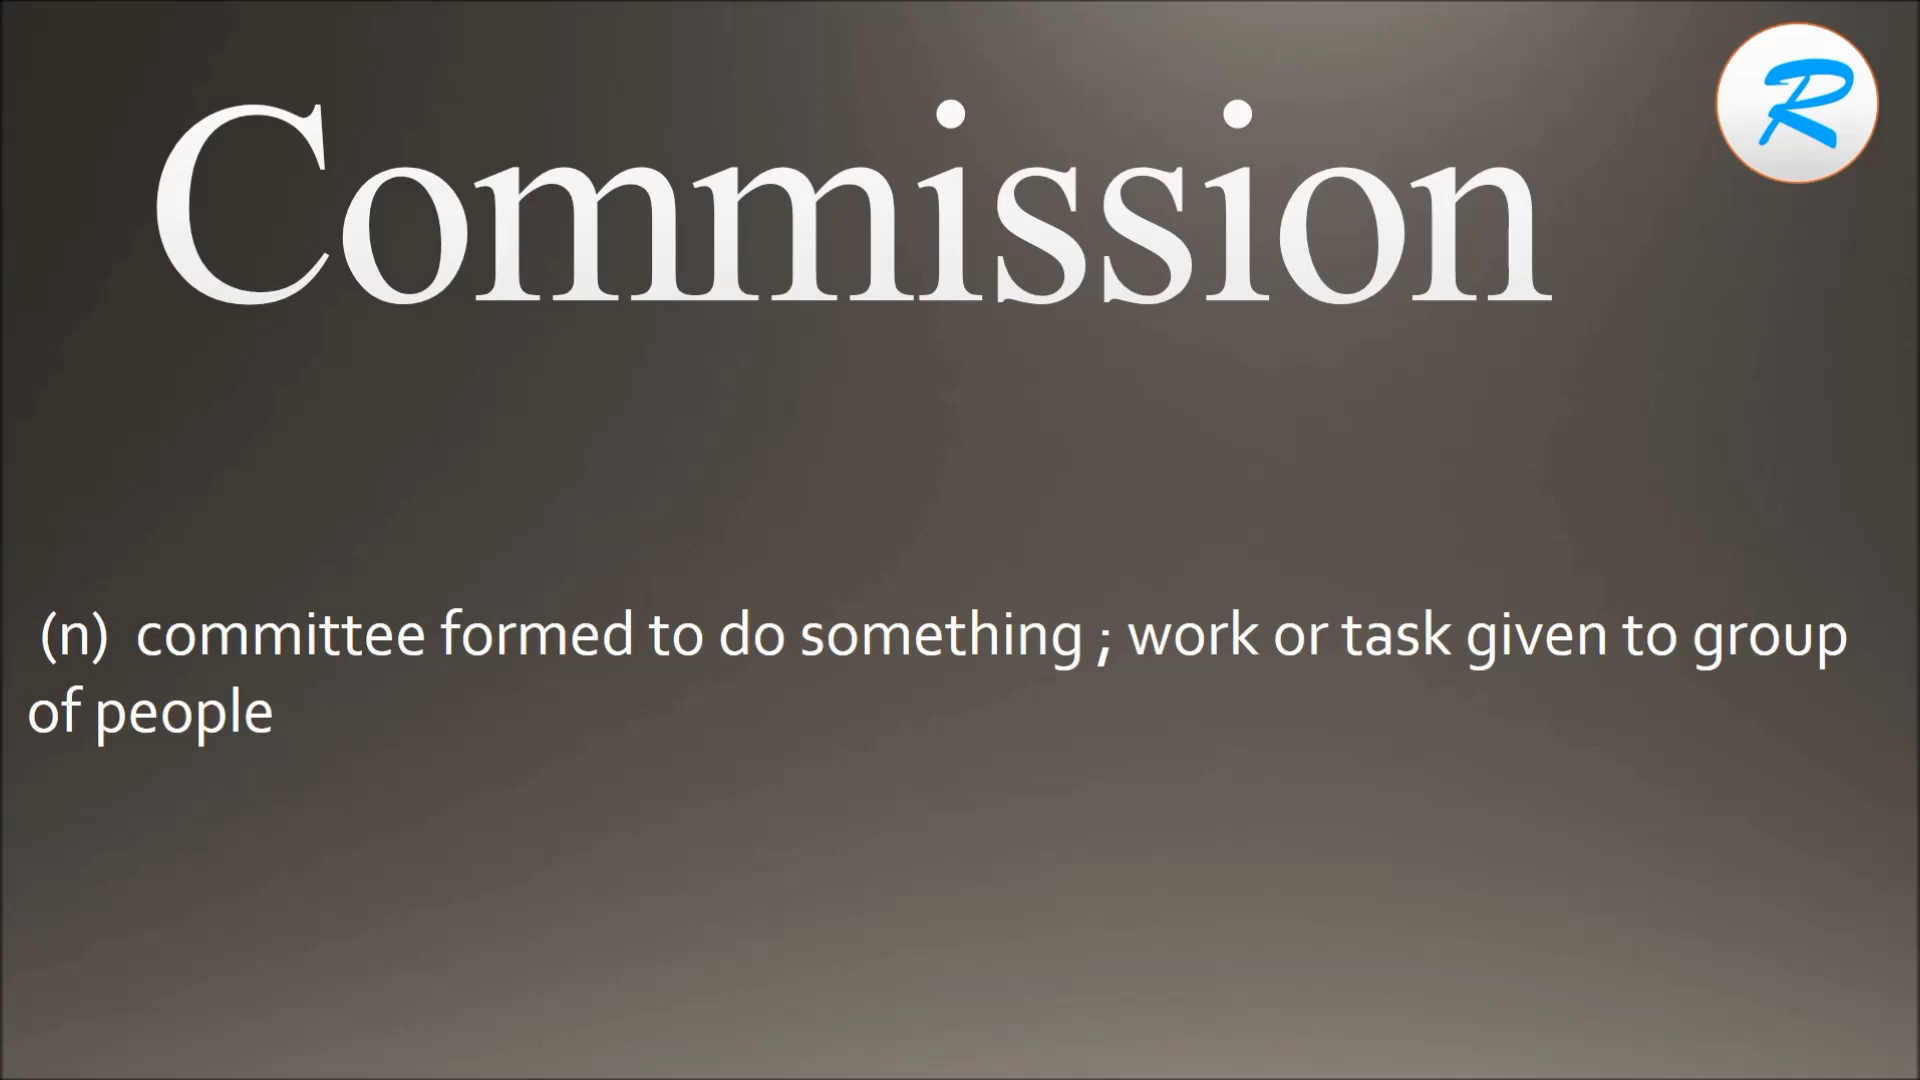 R
Commission
(n) committee formed to do something ; work or task given to group
of people